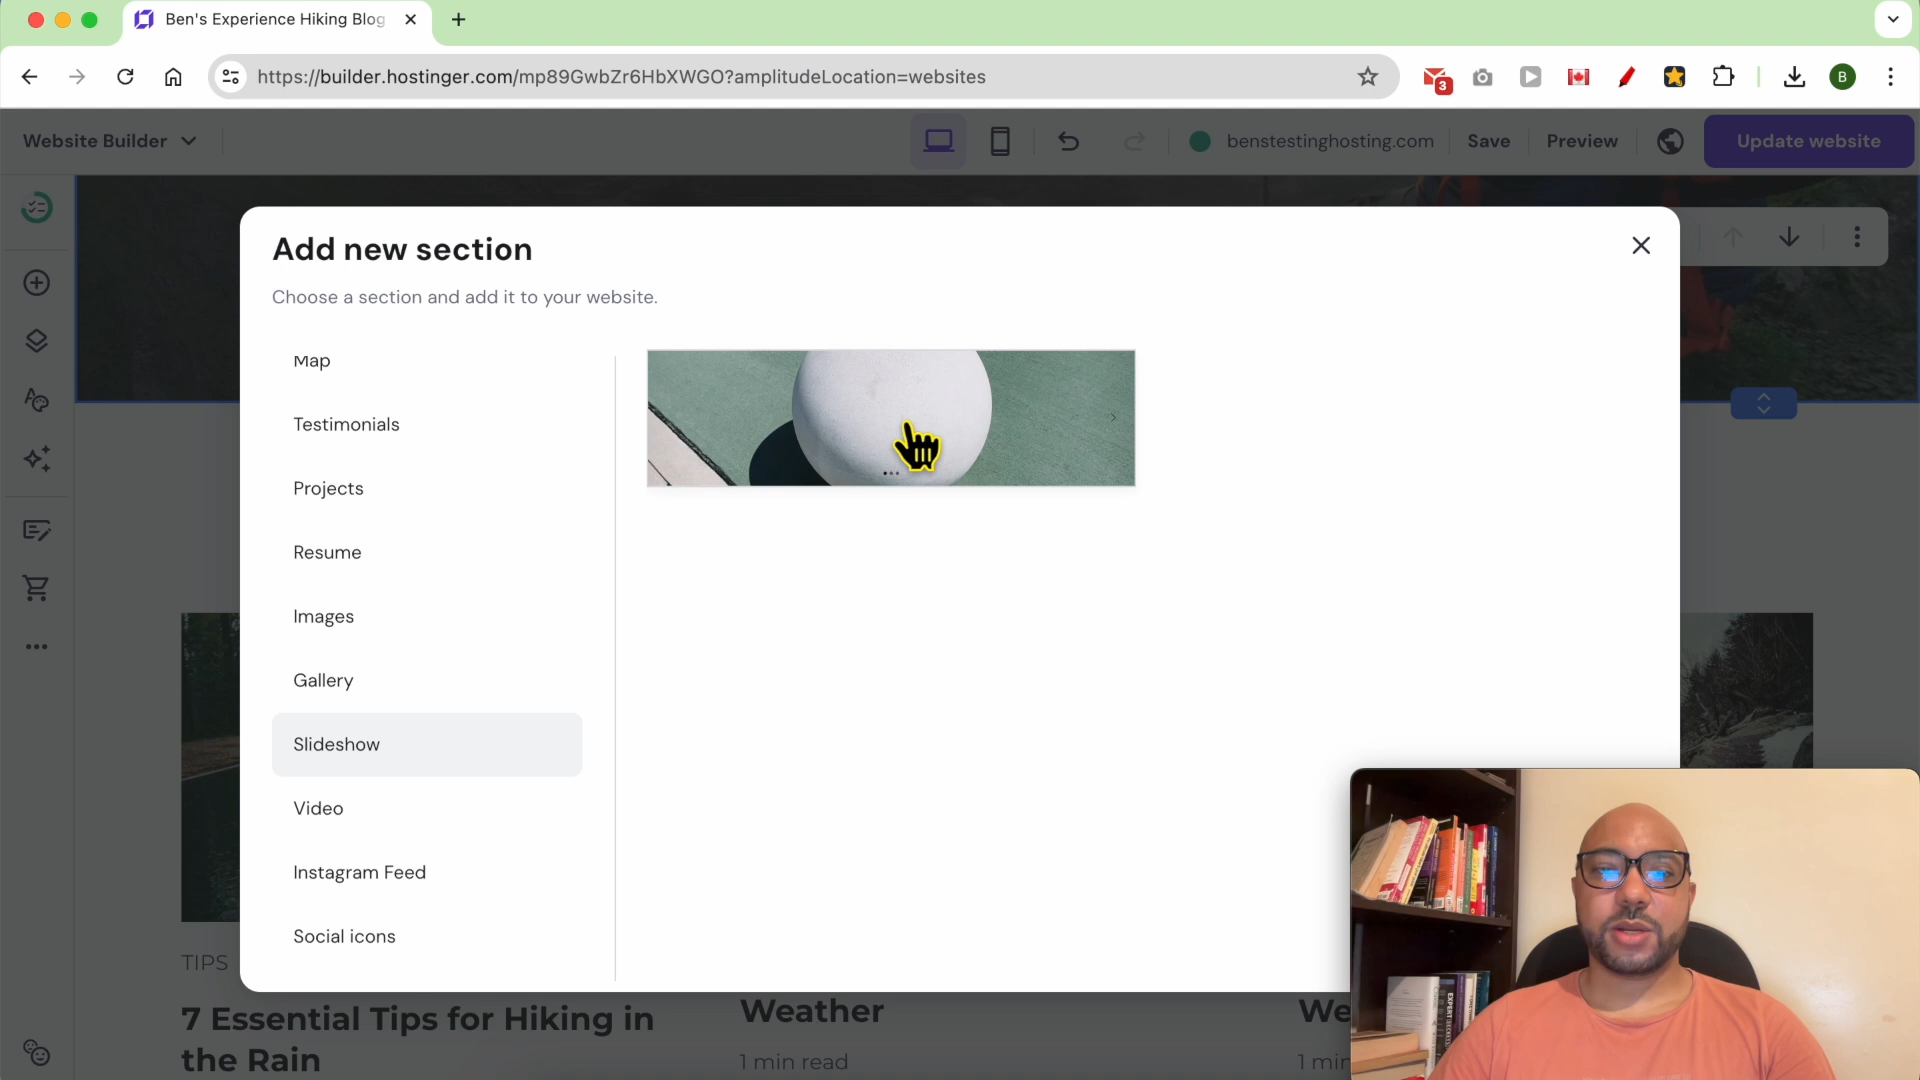 Ben's Experience Hiking Blog
https://builder.hostinger.com/mp89GwbZr6HbXWGO?amplitudeLocation=websites
3
B
Website Builder
benstestinghosting.com
Save
Preview
Update website
Add new section
Choose a section and add it to your website.
Map
Testimonials
Projects
Resume
Images
Gallery
Slideshow
Video
Instagram Feed
Social icons
TIPS
7 Essential Tips for Hiking in
the Rain
Weather
1 min read
We
1 min